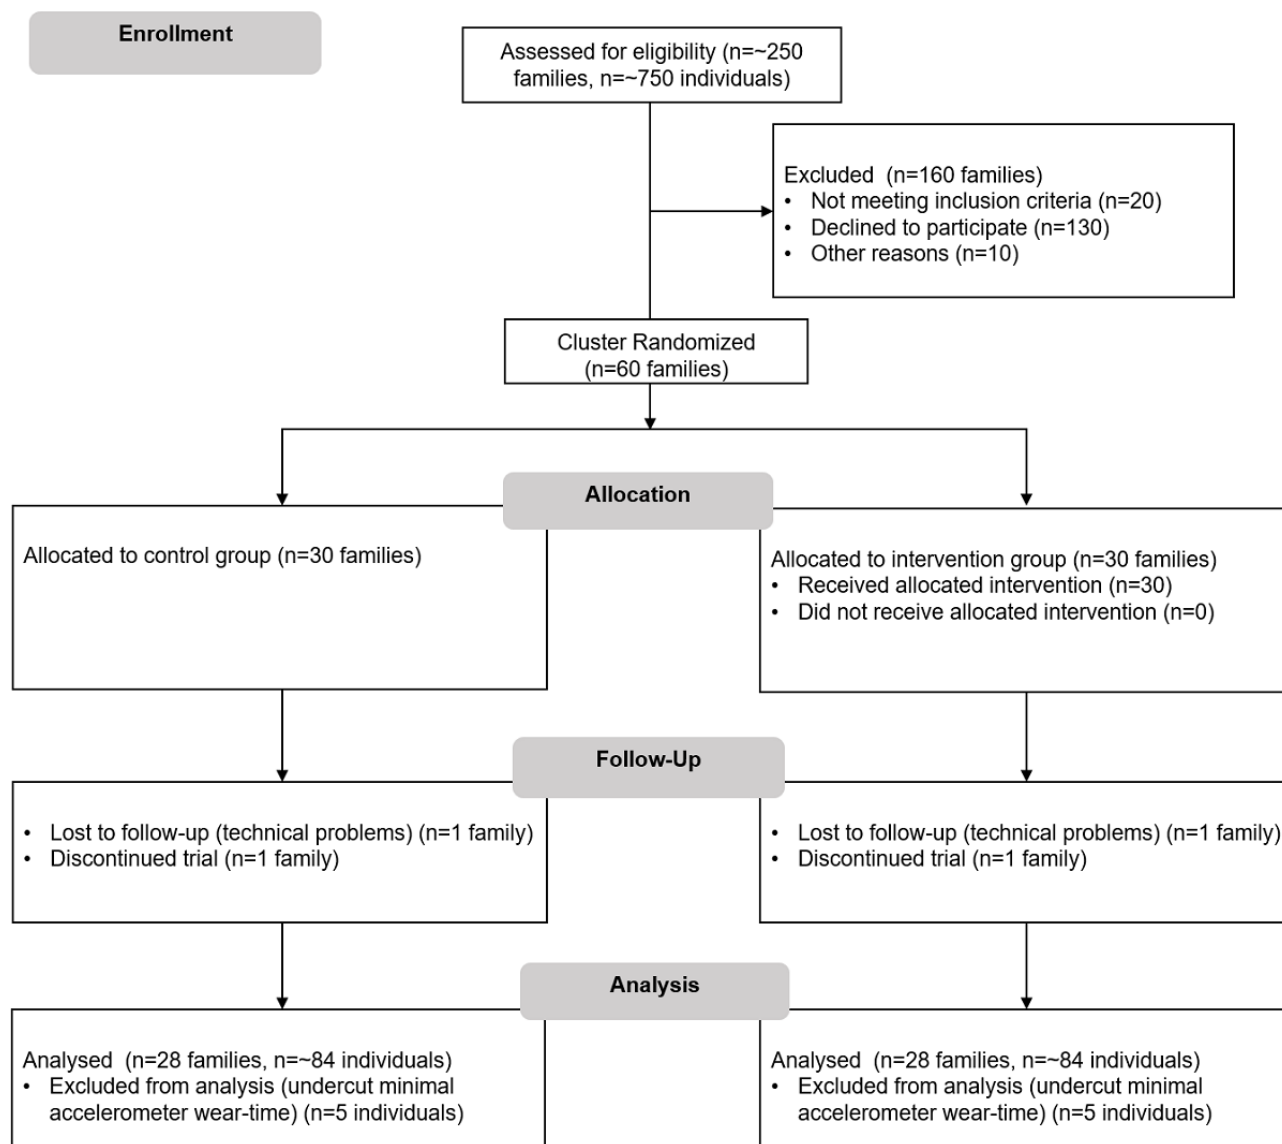 Enrollment
Assessed for eligibility (n=~250
families, n=~750 individuals)
Excluded (n=160 families)
• Not meeting inclusion criteria (n=20)
• Declined to participate (n=130)
• Other reasons (n=10)
Cluster Randomized
(n=60 families)
Allocation
Allocated to control group (n=30 families)
Allocated to intervention group (n=30 families)
• Received allocated intervention (n=30)
• Did not receive allocated intervention (n=0)
Follow-Up
• Lost to follow-up (technical problems) (n=1 family)
• Discontinued trial (n=1 family)
• Lost to follow-up (technical problems) (n=1 family)
• Discontinued trial (n=1 family)
Analysis
Analysed (n=28 families, n=~84 individuals)
• Excluded from analysis (undercut minimal
accelerometer wear-time) (n=5 individuals)
Analysed (n=28 families, n=~84 individuals)
• Excluded from analysis (undercut minimal
accelerometer wear-time) (n=5 individuals)